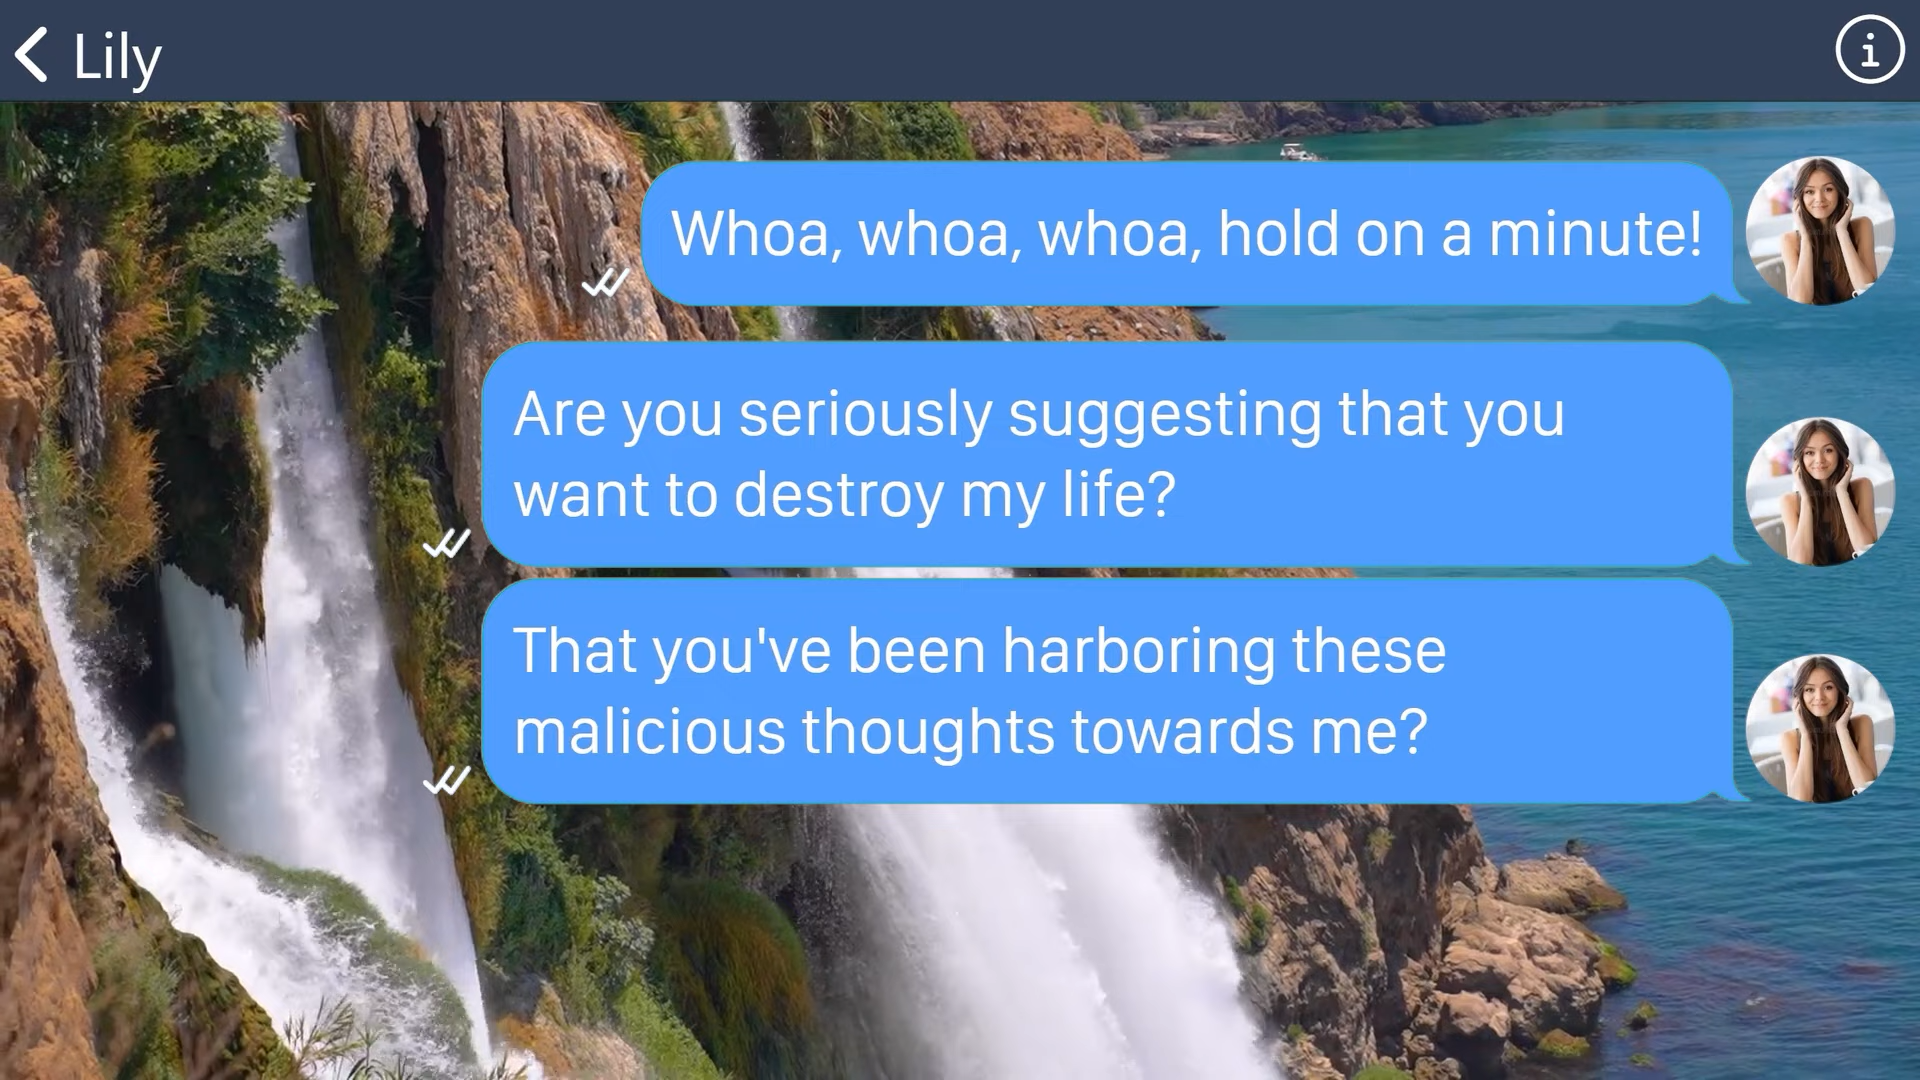 Lily
Whoa, whoa, whoa, hold on a minute!
Are you seriously suggesting that you
want to destroy my life?
That you've been harboring these
malicious thoughts towards me?